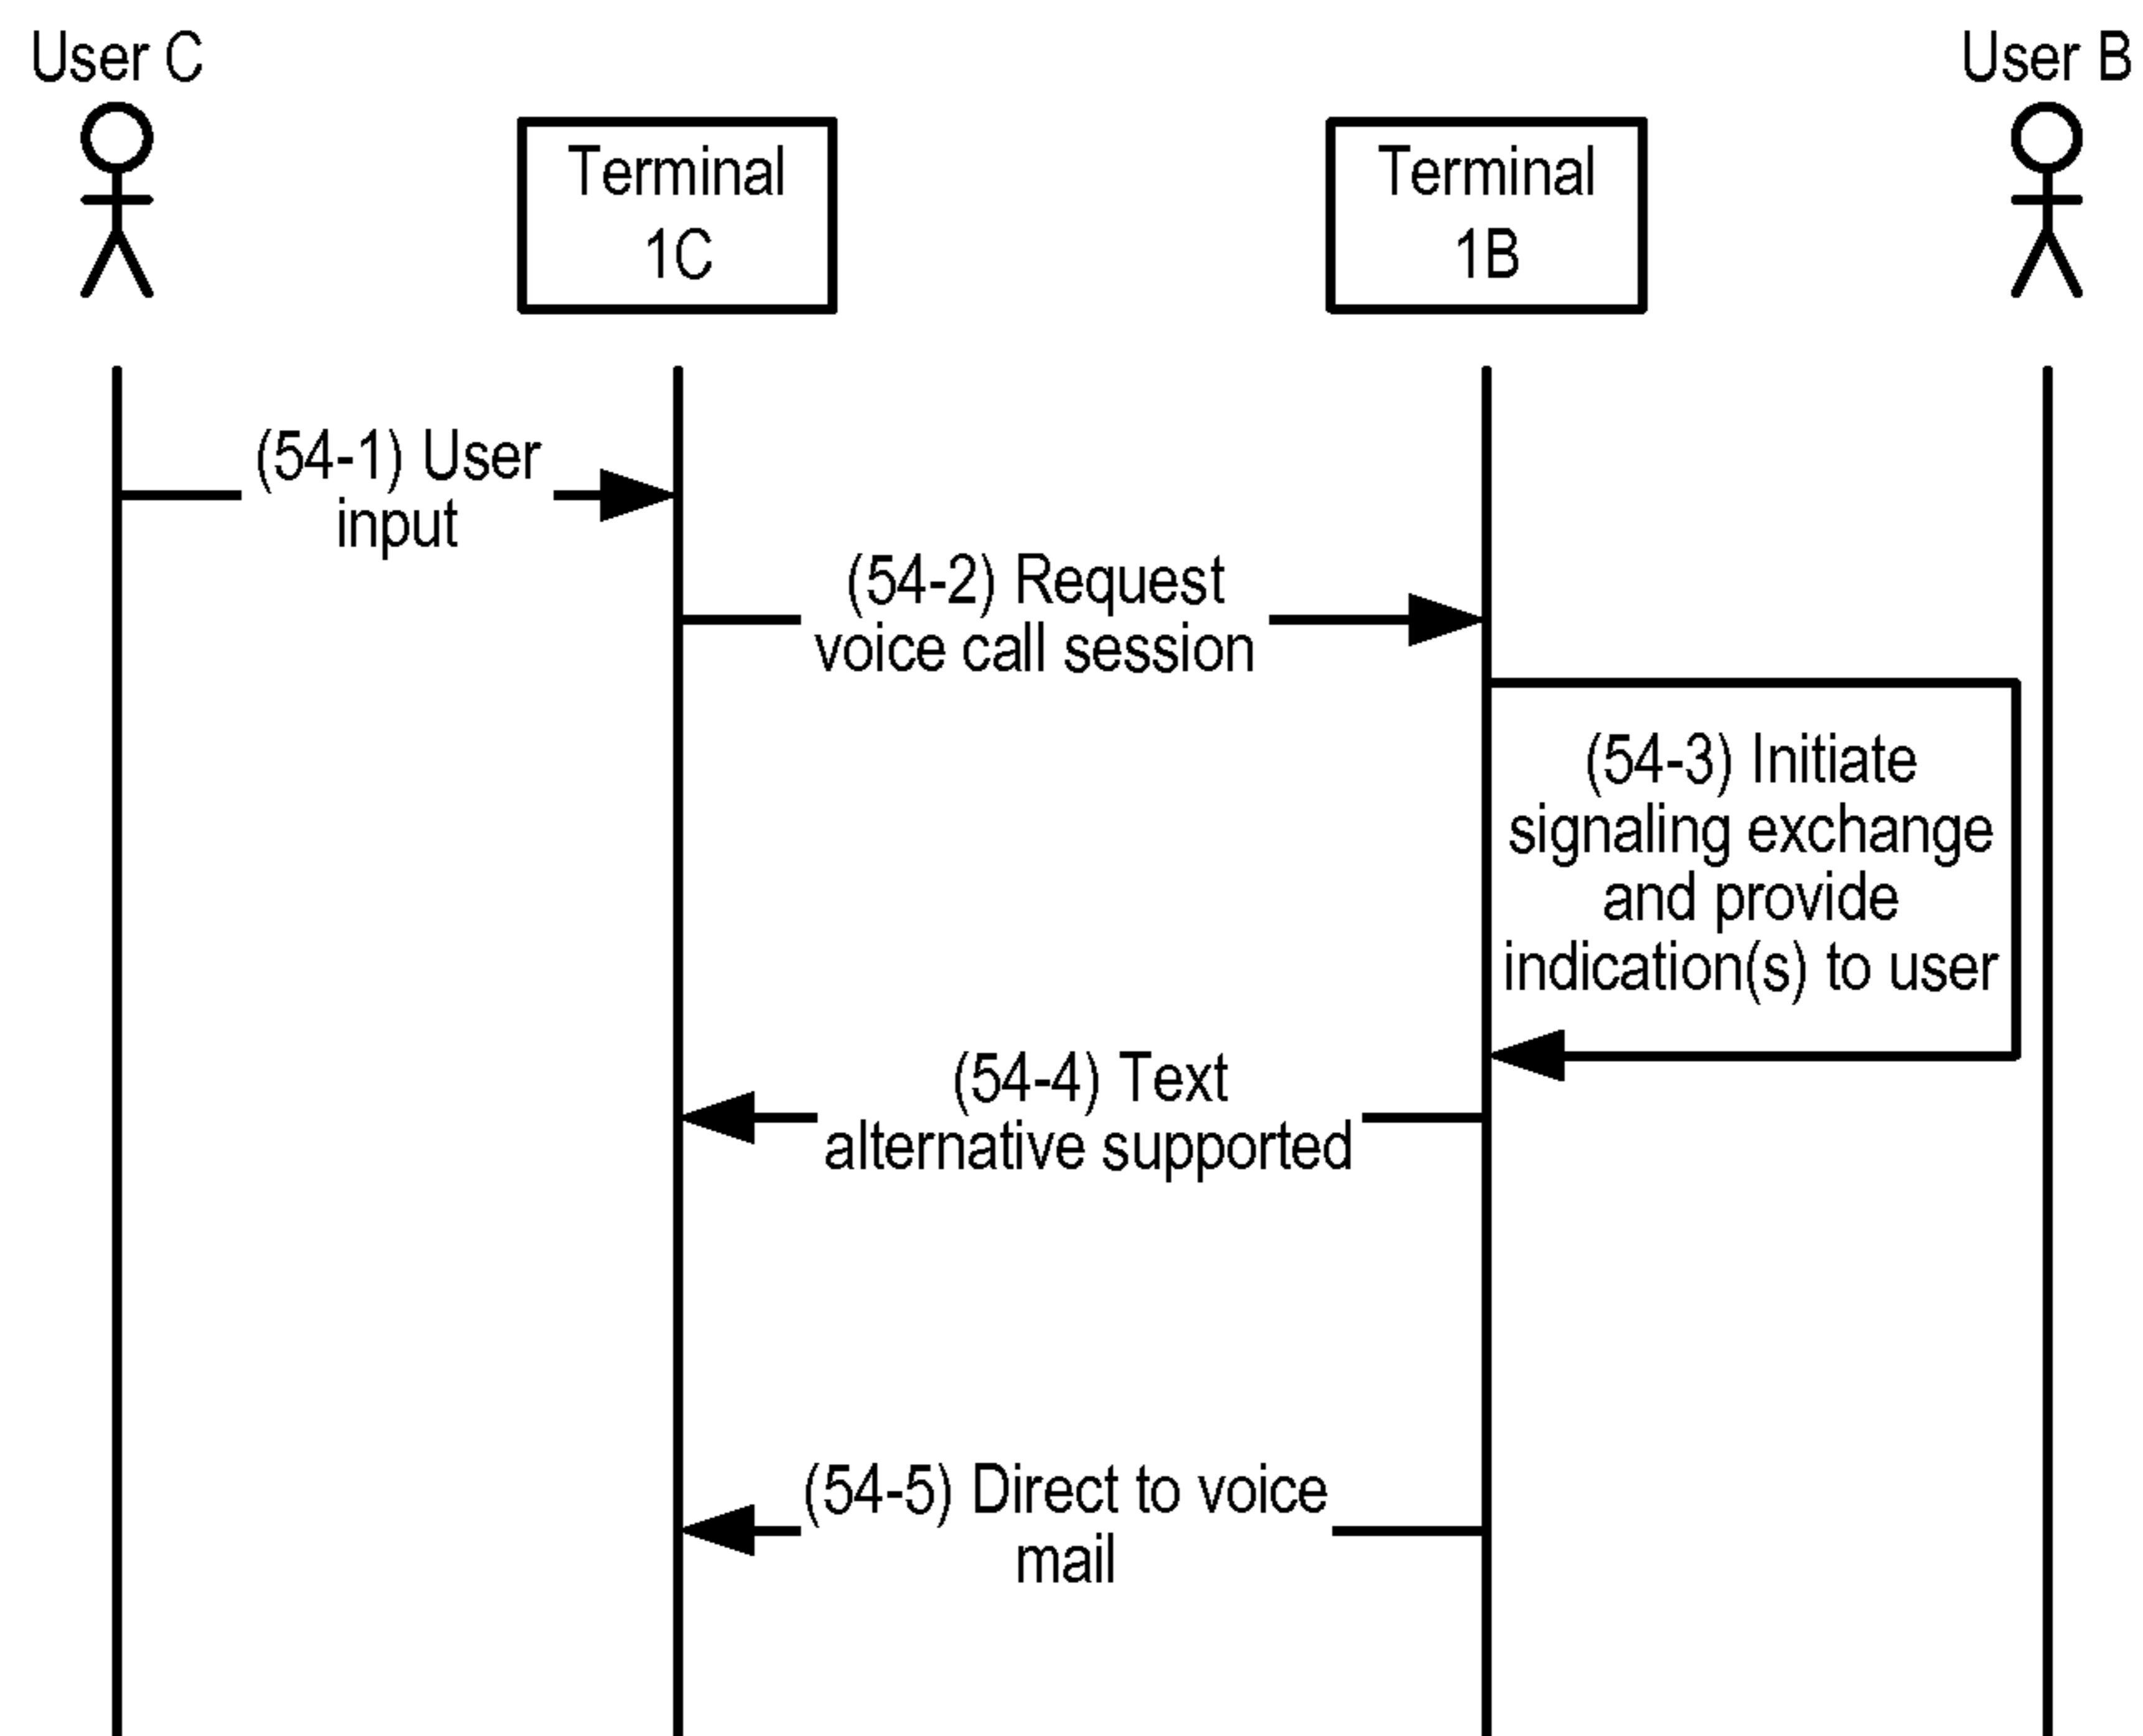 User C
User B
Terminal
1C
Terminal
1B
(54-1) User
input
(54-2) Request
voice call session
(54-3) Initiate
signaling exchange
and provide
indication(s) to user
(54-4) Text
alternative supported
(54-5) Direct to voice
mail